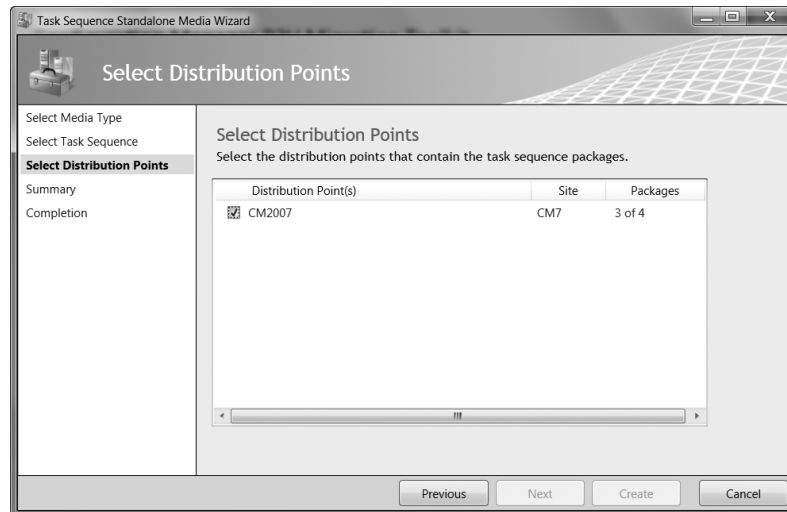 Task Sequence Standalone Media Wizard
Select Distribution Points
Select Media Type
Select Task Sequence
Select Distribution Points
Summary
Completion
Select Distribution Points
Select the distribution points that contain the task sequence packages.
Distribution Point(s) Site Packages
CM2007 CM7 3 of 4
Previous Next Create Cancel